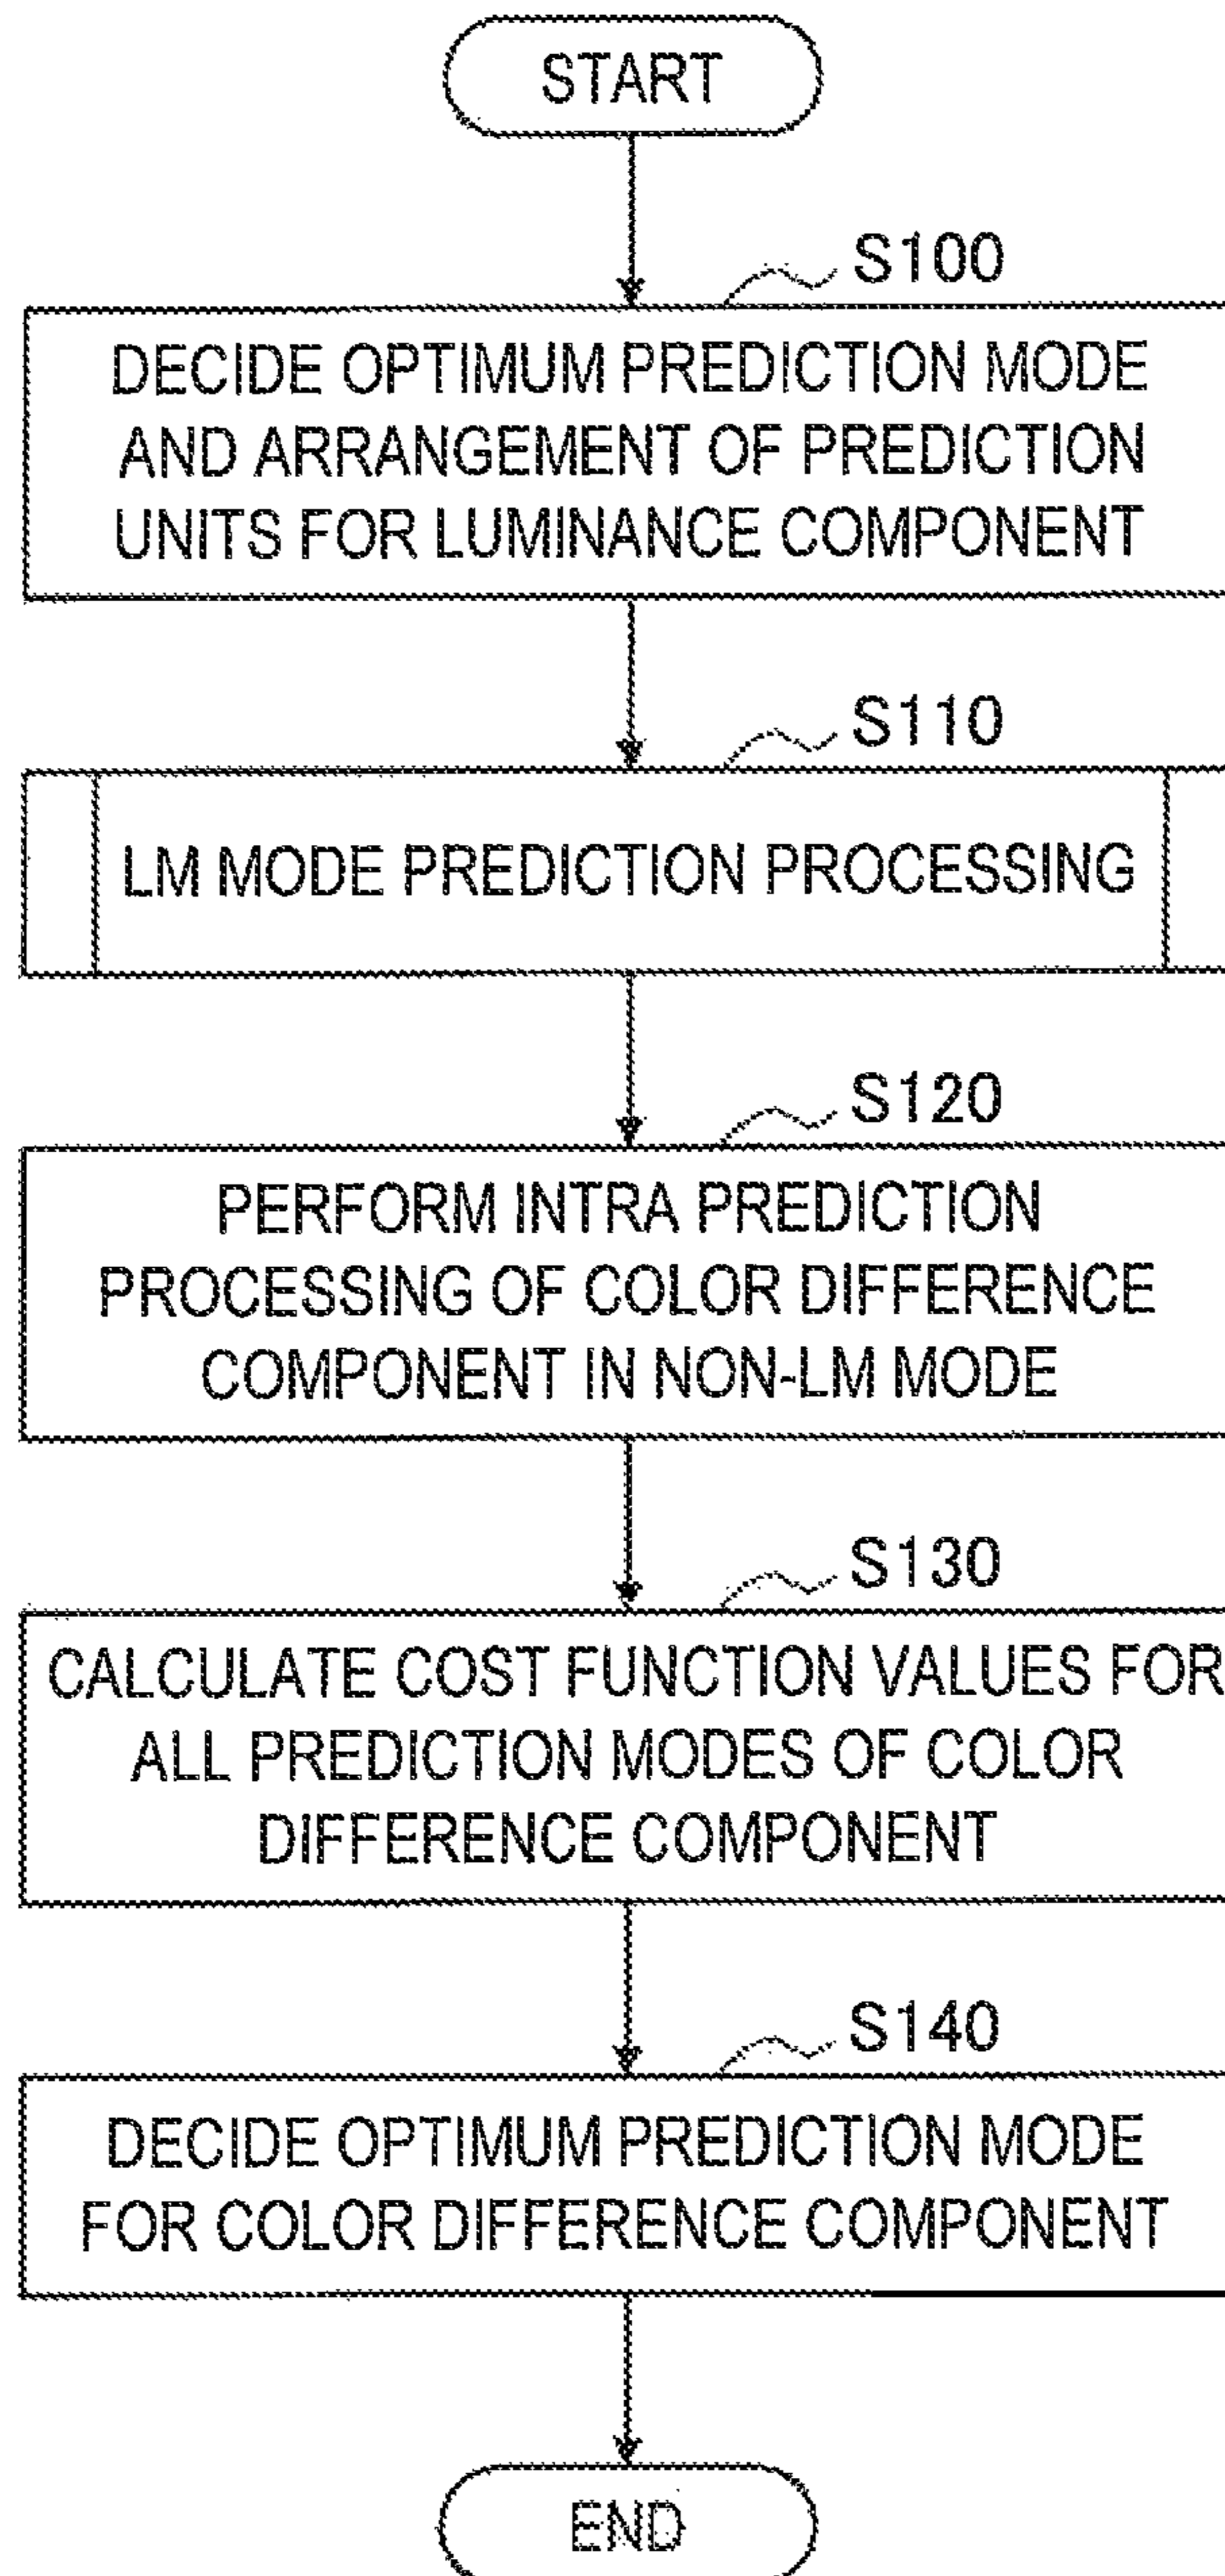 START
S100
DECIDE OPTIMUM PREDICTION MODE
AND ARRANGEMENT OF PREDICTION
UNITS FOR LUMINANCE COMPONENT
S110
LM MODE PREDICTION PROCESSING
S120
PERFORM INTRA PREDICTION
PROCESSING OF COLOR DIFFERENCE
COMPONENT IN NON-LM MODE
S130
CALCULATE COST FUNCTION VALUES FOR
ALL PREDICTION MODES OF COLOR
DIFFERENCE COMPONENT
S140
DECIDE OPTIMUM PREDICTION MODE
FOR COLOR DIFFERENCE COMPONENT
END